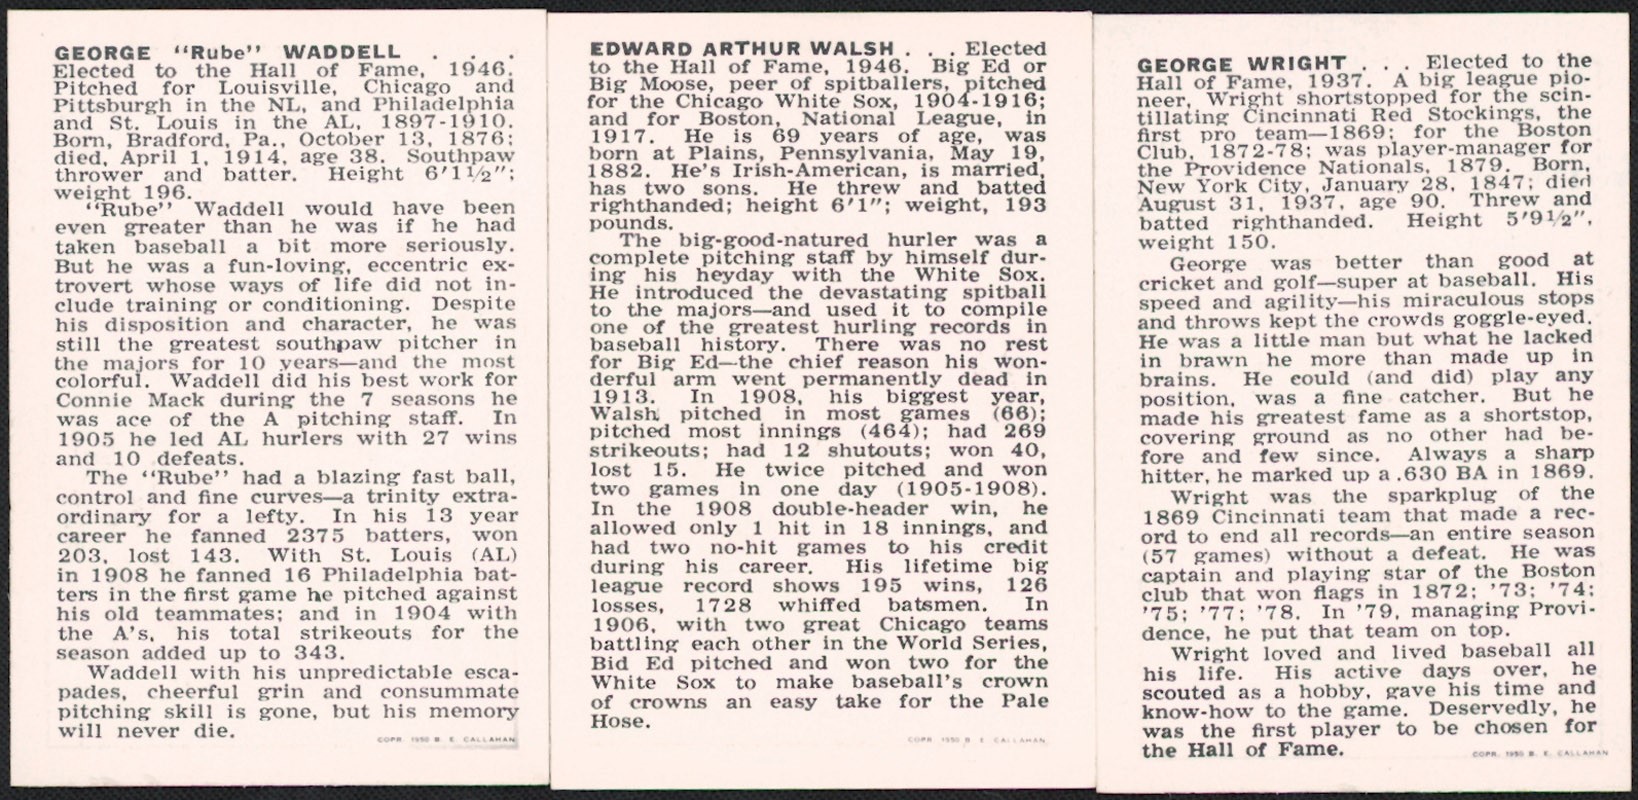 GEORGE "Rube" WADDELL . . .
Elected to the Hall of Fame, 1946.
Pitched for Louisville, Chicago and
Pittsburgh in the NL, and Philadelphia
and St. Louis in the AL, 1897-1910.
Born, Bradford, Pa., October 13, 1876;
died, April 1, 1914, age 38. Southpaw
thrower and batter. Height 6'1½";
weight 196.
"Rube" Waddell would have been
even greater than he was if he had
taken baseball a bit more seriously.
But he was a fun-loving, eccentric ex-
trovert whose ways of life did not in-
clude training or conditioning. Despite
his disposition and character, he was
still the greatest southpaw pitcher in
the majors for 10 years—and the most
colorful. Waddell did his best work for
Connie Mack during the 7 seasons he
was ace of the A pitching staff. In
1905 he led AL hurlers with 27 wins
and 10 defeats.
The "Rube" had a blazing fast ball,
control and fine curves—a trinity extra-
ordinary for a lefty. In his 13 year
career he fanned 2375 batters, won
203, lost 143. With St. Louis (AL)
in 1908 he fanned 16 Philadelphia bat-
ters in the first game he pitched against
his old teammates; and in 1904 with
the A's, his total strikeouts for the
season added up to 343.
Waddell with his unpredictable esca-
pades, cheerful grin and consummate
pitching skill is gone, but his memory
will never die.
COPR. 1950 B. E. CALLAHAN
EDWARD ARTHUR WALSH . . . Elected
to the Hall of Fame, 1946. Big Ed or
Big Moose, peer of spitballers, pitched
for the Chicago White Sox, 1904-1916;
and for Boston, National League, in
1917. He is 69 years of age, was
born at Plains, Pennsylvania, May 19,
1882. He's Irish-American, is married,
has two sons. He threw and batted
righthanded; height 6'1"; weight, 193
pounds.
The big-good-natured hurler was a
complete pitching staff by himself dur-
ing his heyday with the White Sox.
He introduced the devastating spitball
to the majors—and used it to compile
one of the greatest hurling records in
baseball history. There was no rest
for Big Ed—the chief reason his won-
derful arm went permanently dead in
1913. In 1908, his biggest year,
Walsh pitched in most games (66);
pitched most innings (464); had 269
strikeouts; had 12 shutouts; won 40,
lost 15. He twice pitched and won
two games in one day (1905-1908).
In the 1908 double-header win, he
allowed only 1 hit in 18 innings, and
had two no-hit games to his credit
during his career. His lifetime big
league record shows 195 wins, 126
losses, 1728 whiffed batsmen. In
1906, with two great Chicago teams
battling each other in the World Series,
Bid Ed pitched and won two for the
White Sox to make baseball's crown
of crowns an easy take for the Pale
Hose.
COPR. 1950 B. E. CALLAHAN
GEORGE WRIGHT . . . Elected to the
Hall of Fame, 1937. A big league pio-
neer, Wright shortstopped for the scin-
tillating Cincinnati Red Stockings, the
first pro team—1869; for the Boston
Club, 1872-78; was player-manager for
the Providence Nationals, 1879. Born,
New York City, January 28, 1847; died
August 31, 1937, age 90. Threw and
batted righthanded. Height 5'9½",
weight 150.
George was better than good at
cricket and golf—super at baseball. His
speed and agility—his miraculous stops
and throws kept the crowds goggle-eyed.
He was a little man but what he lacked
in brawn he more than made up in
brains. He could (and did) play any
position, was a fine catcher. But he
made his greatest fame as a shortstop,
covering ground as no other had be-
fore and few since. Always a sharp
hitter, he marked up a .630 BA in 1869.
Wright was the sparkplug of the
1869 Cincinnati team that made a rec-
ord to end all records—an entire season
(57 games) without a defeat. He was
captain and playing star of the Boston
club that won flags in 1872; '73; '74;
'75; '77; '78. In '79, managing Provi-
dence, he put that team on top.
Wright loved and lived baseball all
his life. His active days over, he
scouted as a hobby, gave his time and
know-how to the game. Deservedly, he
was the first player to be chosen for
the Hall of Fame.
COPR. 1950 B. E. CALLAHAN